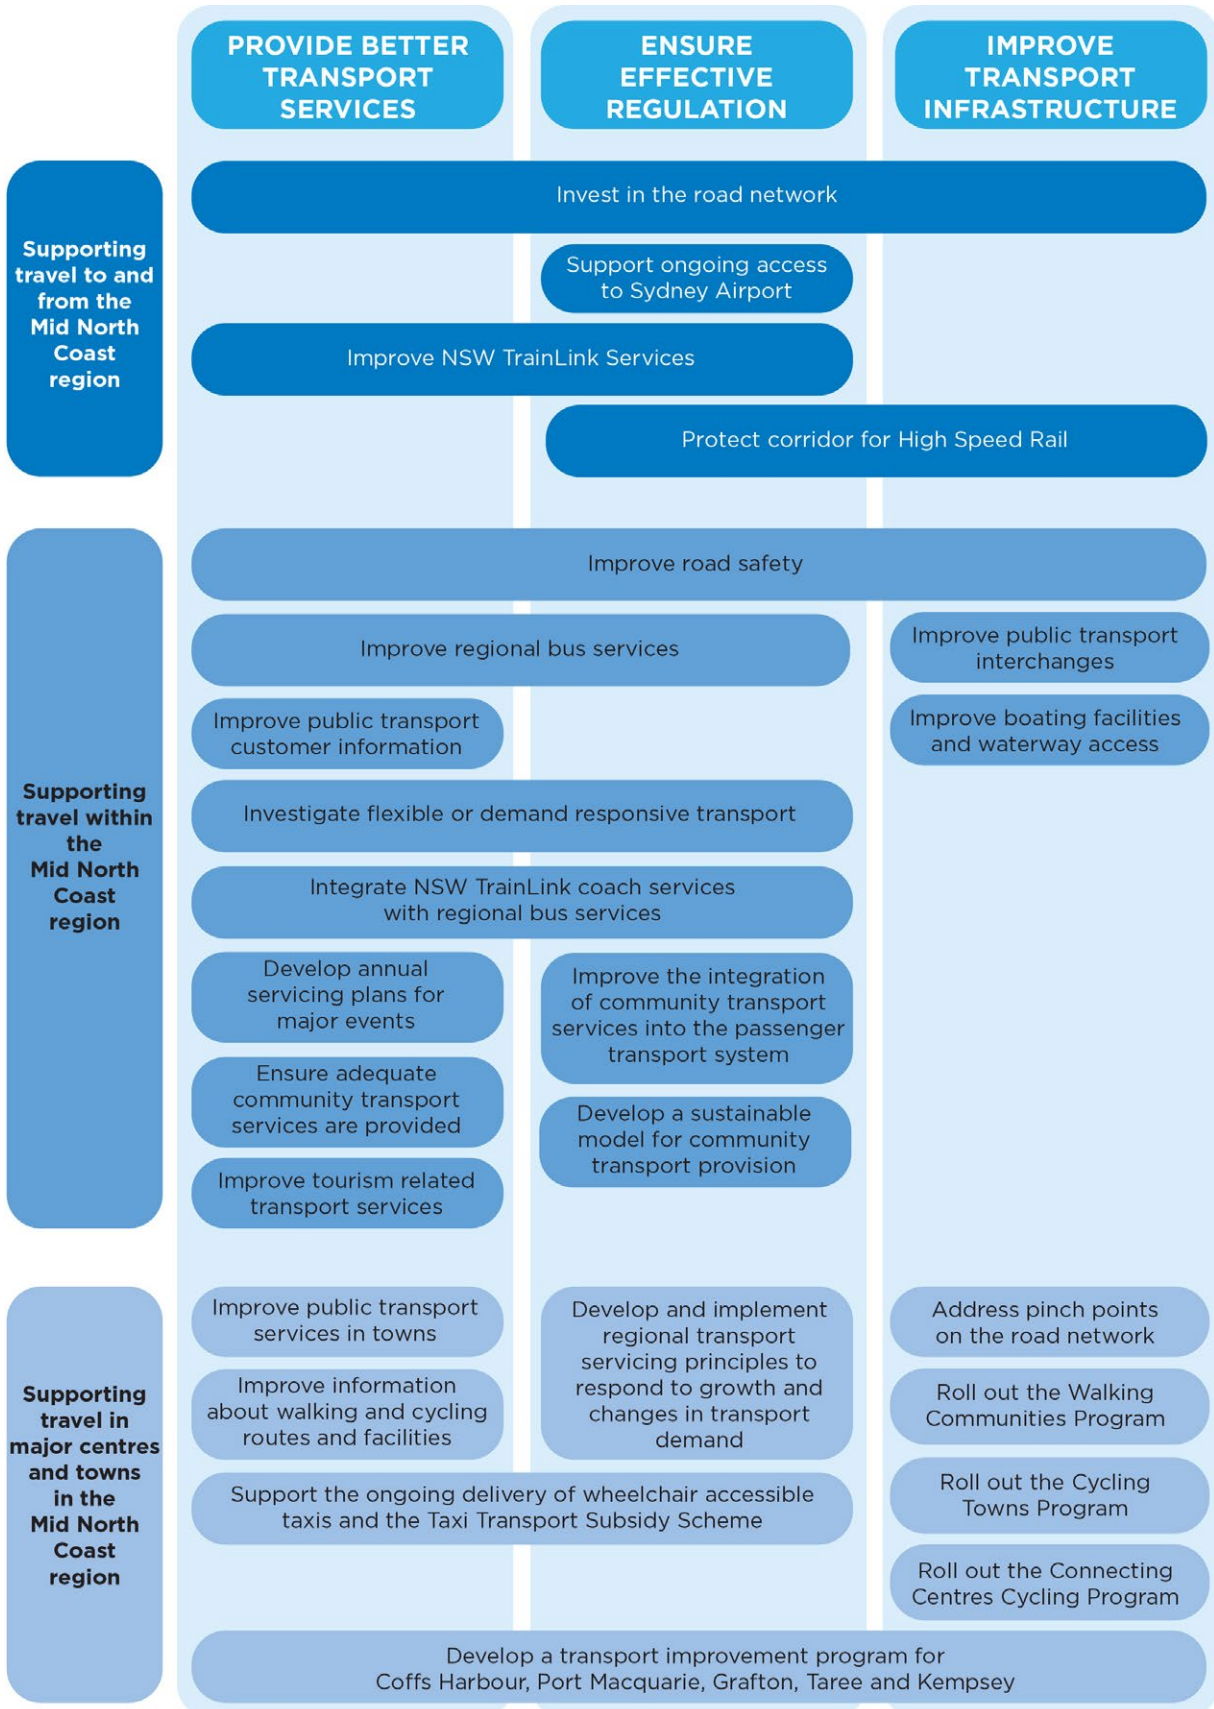 PROVIDE BETTER
TRANSPORT
SERVICES
ENSURE
EFFECTIVE
REGULATION
IMPROVE
TRANSPORT
INFRASTRUCTURE
Supporting
travel to and
from the
Mid North
Coast
region
Invest in the road network
Support ongoing access
to Sydney Airport
Improve NSW TrainLink Services
Protect corridor for High Speed Rail
Supporting
travel within
the
Mid North
Coast
region
Improve road safety
Improve regional bus services
Improve public transport
interchanges
Improve public transport
customer information
Improve boating facilities
and waterway access
Investigate flexible or demand responsive transport
Integrate NSW TrainLink coach services
with regional bus services
Develop annual
servicing plans for
major events
Improve the integration
of community transport
services into the passenger
transport system
Ensure adequate
community transport
services are provided
Develop a sustainable
model for community
transport provision
Improve tourism related
transport services
Supporting
travel in
major centres
and towns
in the
Mid North
Coast
region
Improve public transport
services in towns
Develop and implement
regional transport
servicing principles to
respond to growth and
changes in transport
demand
Address pinch points
on the road network
Improve information
about walking and cycling
routes and facilities
Roll out the Walking
Communities Program
Support the ongoing delivery of wheelchair accessible
taxis and the Taxi Transport Subsidy Scheme
Roll out the Cycling
Towns Program
Roll out the Connecting
Centres Cycling Program
Develop a transport improvement program for
Coffs Harbour, Port Macquarie, Grafton, Taree and Kempsey